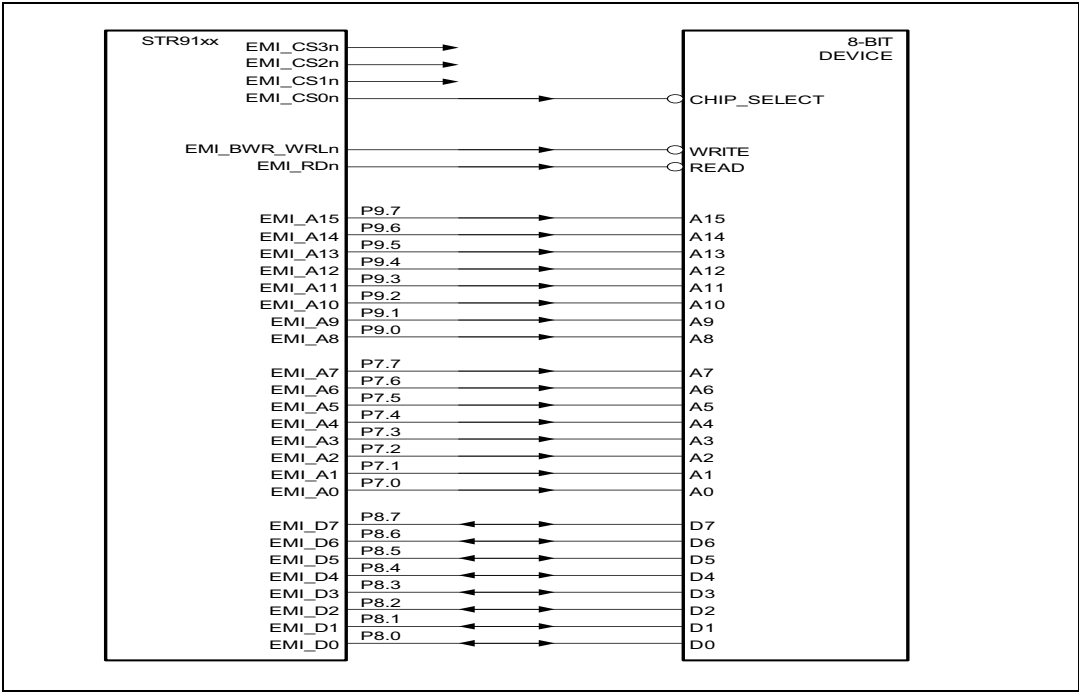 STR91xx
8-BIT
DEVICE
EMI_CS3n
EMI_CS2n
EMI_CS1n
EMI_CS0n CHIP_SELECT
EMI_BWR_WRLn WRITE
EMI_RDn READ
EMI_A15 P9.7 A15
EMI_A14 P9.6 A14
EMI_A13 P9.5 A13
EMI_A12 P9.4 A12
EMI_A11 P9.3 A11
EMI_A10 P9.2 A10
EMI_A9 P9.1 A9
EMI_A8 P9.0 A8
EMI_A7 P7.7 A7
EMI_A6 P7.6 A6
EMI_A5 P7.5 A5
EMI_A4 P7.4 A4
EMI_A3 P7.3 A3
EMI_A2 P7.2 A2
EMI_A1 P7.1 A1
EMI_A0 P7.0 A0
EMI_D7 P8.7 D7
EMI_D6 P8.6 D6
EMI_D5 P8.5 D5
EMI_D4 P8.4 D4
EMI_D3 P8.3 D3
EMI_D2 P8.2 D2
EMI_D1 P8.1 D1
EMI_D0 P8.0 D0